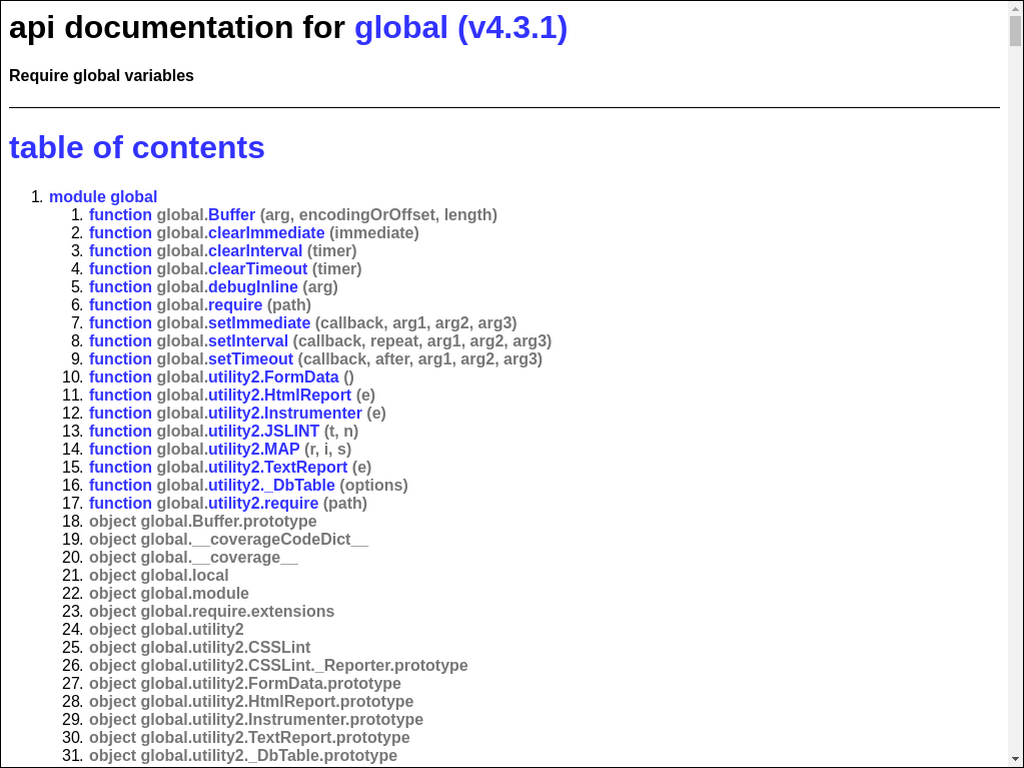 api documentation for global (v4.3.1)
Require global variables
table of contents
1. module global
1. function global.Buffer (arg, encodingOrOffset, length)
2. function global.clearImmediate (immediate)
3. function global.clearInterval (timer)
4. function global.clearTimeout (timer)
5. function global.debugInline (arg)
6. function global.require (path)
7. function global.setImmediate (callback, arg1, arg2, arg3)
8. function global.setInterval (callback, repeat, arg1, arg2, arg3)
9. function global.setTimeout (callback, after, arg1, arg2, arg3)
10. function global.utility2.FormData ()
11. function global.utility2.HtmlReport (e)
12. function global.utility2.Instrumenter (e)
13. function global.utility2.JSLINT (t, n)
14. function global.utility2.MAP (r, i, s)
15. function global.utility2.TextReport (e)
16. function global.utility2._DbTable (options)
17. function global.utility2.require (path)
18. object global.Buffer.prototype
19. object global.__coverageCodeDict__
20. object global.__coverage__
21. object global.local
22. object global.module
23. object global.require.extensions
24. object global.utility2
25. object global.utility2.CSSLint
26. object global.utility2.CSSLint._Reporter.prototype
27. object global.utility2.FormData.prototype
28. object global.utility2.HtmlReport.prototype
29. object global.utility2.Instrumenter.prototype
30. object global.utility2.TextReport.prototype
31. object global.utility2._DbTable.prototype